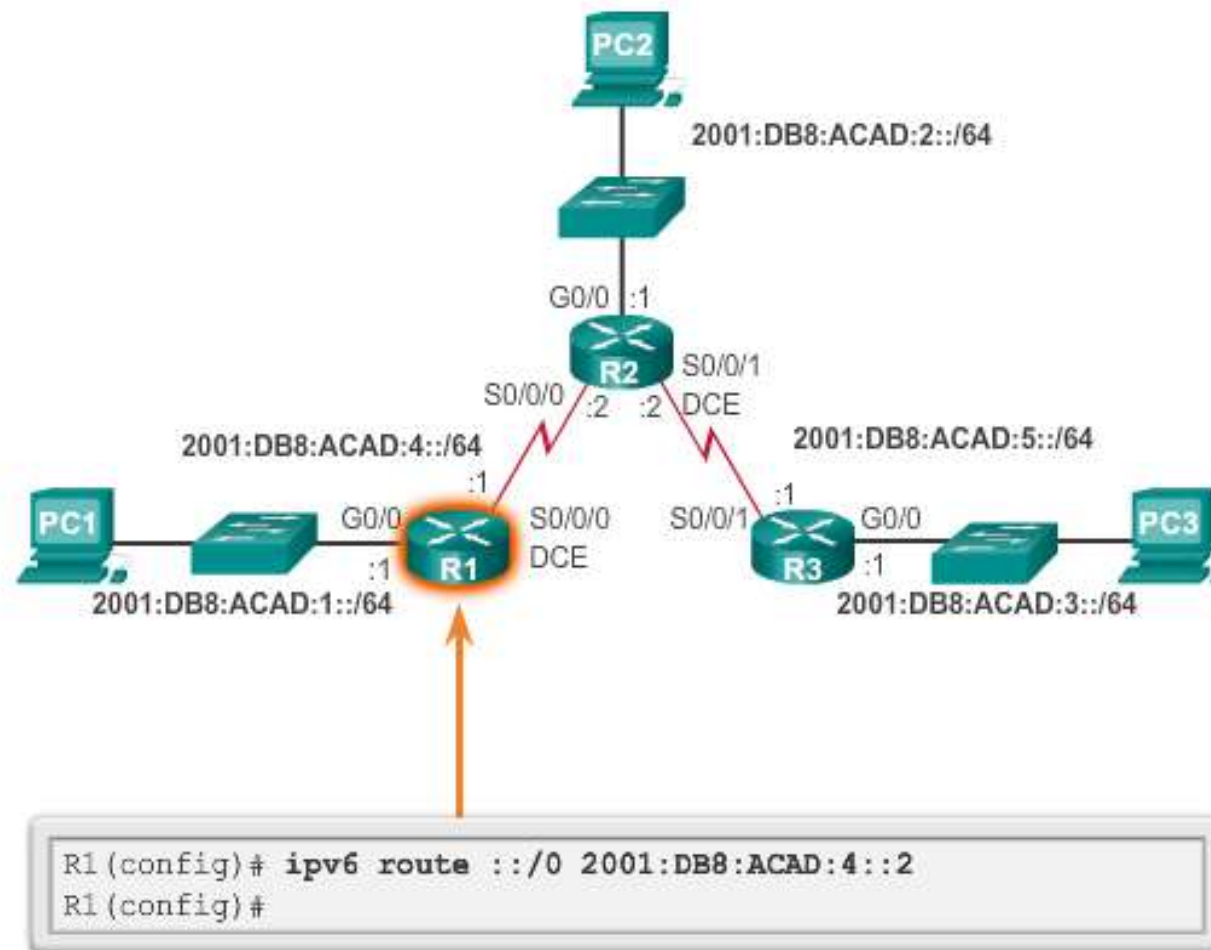 PC2
2001:DB8:ACAD:2::/64
G0/0 :1
R2
S0/0/1
DCE
S0/0/0
:2 :2
2001:DB8:ACAD:4::/64
2001:DB8:ACAD:5::/64
:1
:1
PC1
G0/0
S0/0/0
DCE
R1
:1
S0/0/1
G0/0
R3
:1
PC3
2001:DB8:ACAD:1::/64
2001:DB8:ACAD:3::/64
R1(config)# ipv6 route ::/0 2001:DB8:ACAD:4::2
R1(config)#